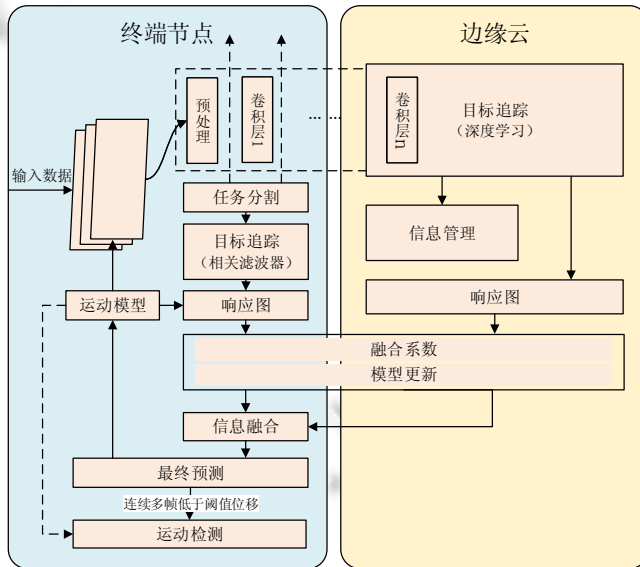 终端节点
边缘云
预处理
卷积层1
... ...
卷积层n
目标追踪
(深度学习)
输入数据
任务分割
目标追踪
(相关滤波器)
信息管理
运动模型
响应图
响应图
融合系数
模型更新
信息融合
最终预测
连续多帧低于阈值位移
运动检测